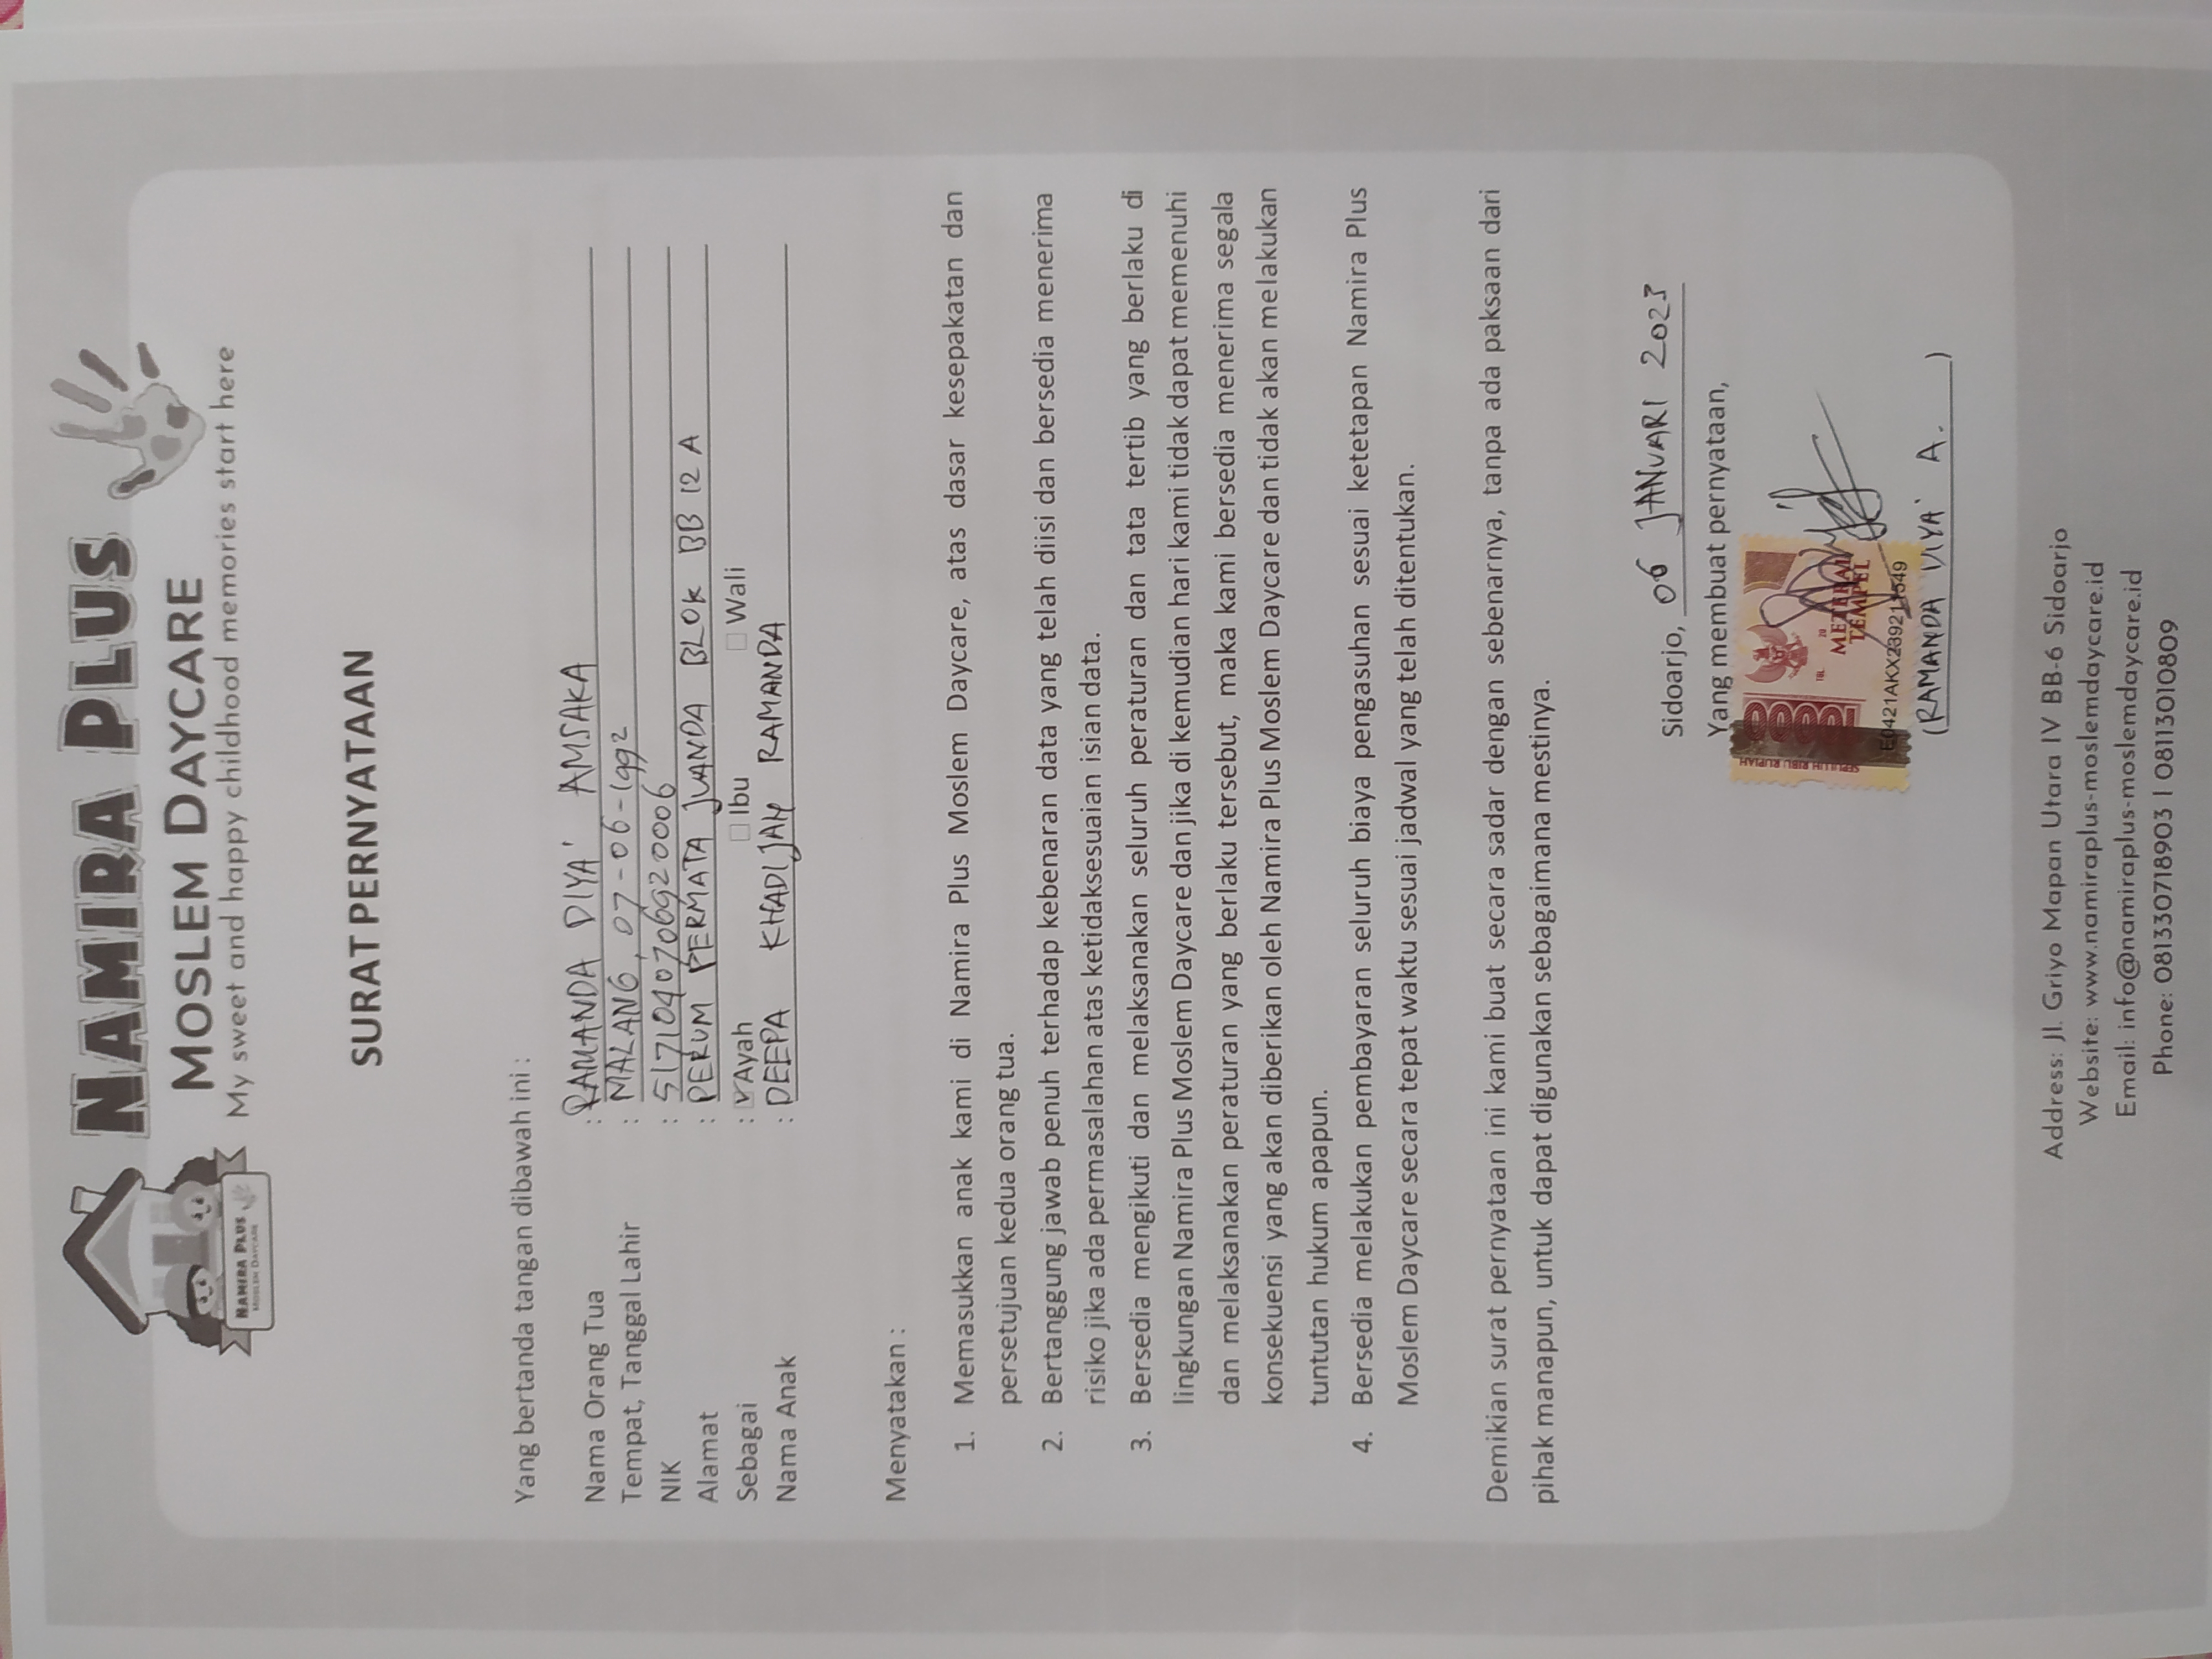 NAMIRA PLUS
MOSLEM DAYCARE
My sweet and happy childhood memories start here
NAMIRA PLUS
MOSLEM DAYCARE
SURAT PERNYATAAN
Yang bertanda tangan dibawah ini :
Nama Orang Tua : RAMANDA DIYA' AMSAKA
Tempat, Tanggal Lahir : MALANG, 07-06-1992
NIK : 5171040706920006
Alamat : PERUM PERMATA JUANDA BLOK BB 12 A
Sebagai : ☑ Ayah ☐ Ibu ☐ Wali
Nama Anak : DEEPA KHADIJAH RAMANDA
Menyatakan :
1. Memasukkan anak kami di Namira Plus Moslem Daycare, atas dasar kesepakatan dan
persetujuan kedua orang tua.
2. Bertanggung jawab penuh terhadap kebenaran data yang telah diisi dan bersedia menerima
risiko jika ada permasalahan atas ketidaksesuaian isian data.
3. Bersedia mengikuti dan melaksanakan seluruh peraturan dan tata tertib yang berlaku di
lingkungan Namira Plus Moslem Daycare dan jika di kemudian hari kami tidak dapat memenuhi
dan melaksanakan peraturan yang berlaku tersebut, maka kami bersedia menerima segala
konsekuensi yang akan diberikan oleh Namira Plus Moslem Daycare dan tidak akan melakukan
tuntutan hukum apapun.
4. Bersedia melakukan pembayaran seluruh biaya pengasuhan sesuai ketetapan Namira Plus
Moslem Daycare secara tepat waktu sesuai jadwal yang telah ditentukan.
Demikian surat pernyataan ini kami buat secara sadar dengan sebenarnya, tanpa ada paksaan dari
pihak manapun, untuk dapat digunakan sebagaimana mestinya.
Sidoarjo, 06 JANUARI 2023
Yang membuat pernyataan,
SEPULUH RIBU RUPIAH
10000
TGL. 20
METERAI
TEMPEL
E0421AKX239211549
(RAMANDA DIYA' A. )
Address: Jl. Griyo Mapan Utara IV BB-6 Sidoarjo
Website: www.namiraplus-moslemdaycare.id
Email: info@namiraplus-moslemdaycare.id
Phone: 081330718903 | 08113010809